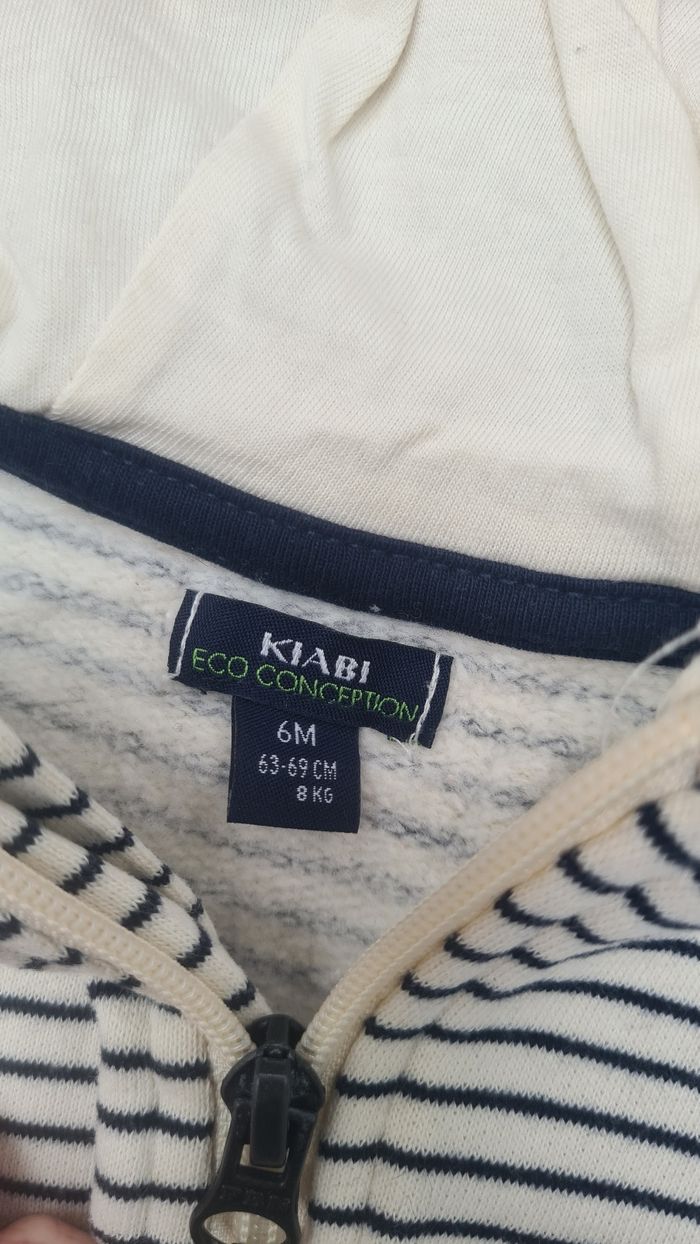 KIABI
ECO CONCEPTION
6M
63-69 CM
8 KG